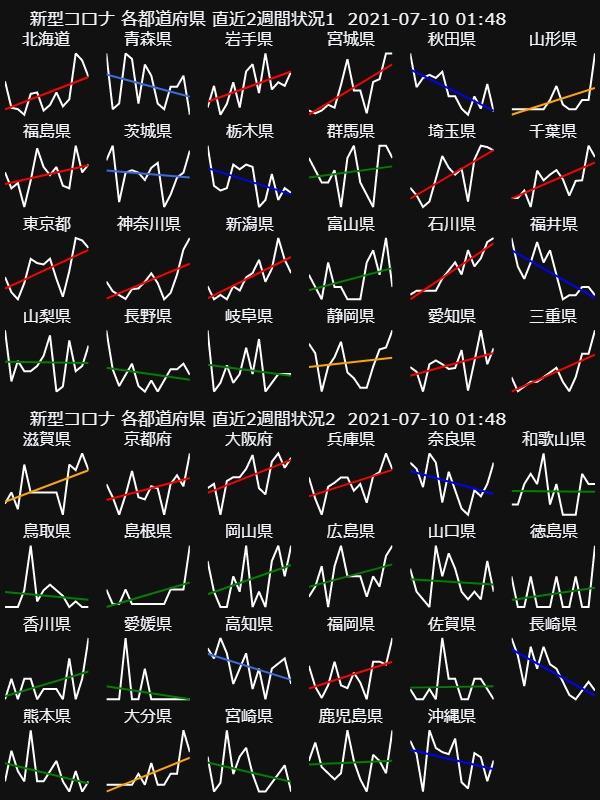 新型コロナ 各都道府県 直近2週間状況1 2021-07-10 01:48
北海道 青森県 岩手県 宮城県 秋田県 山形県
福島県 茨城県 栃木県 群馬県 埼玉県 千葉県
東京都 神奈川県 新潟県 富山県 石川県 福井県
山梨県 長野県 岐阜県 静岡県 愛知県 三重県
新型コロナ 各都道府県 直近2週間状況2 2021-07-10 01:48
滋賀県 京都府 大阪府 兵庫県 奈良県 和歌山県
鳥取県 島根県 岡山県 広島県 山口県 徳島県
香川県 愛媛県 高知県 福岡県 佐賀県 長崎県
熊本県 大分県 宮崎県 鹿児島県 沖縄県